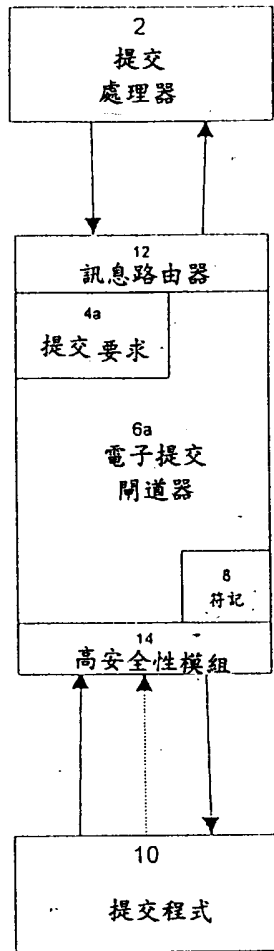 2
提交
處理器
12
訊息路由器
4a
提交要求
6a
電子提交
閘道器
8
符記
14
高安全性模組
10
提交程式